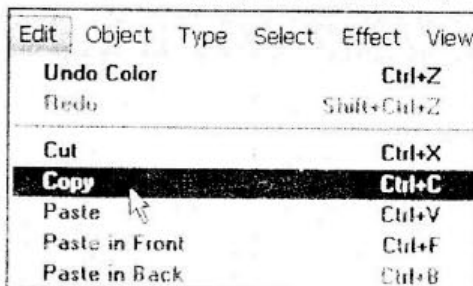 Edit Object Type Select Effect View
Undo Color Ctrl+Z
Redo Shift+Ctrl+Z
Cut Ctrl+X
Copy Ctrl+C
Paste Ctrl+V
Paste in Front Ctrl+F
Paste in Back Ctrl+B